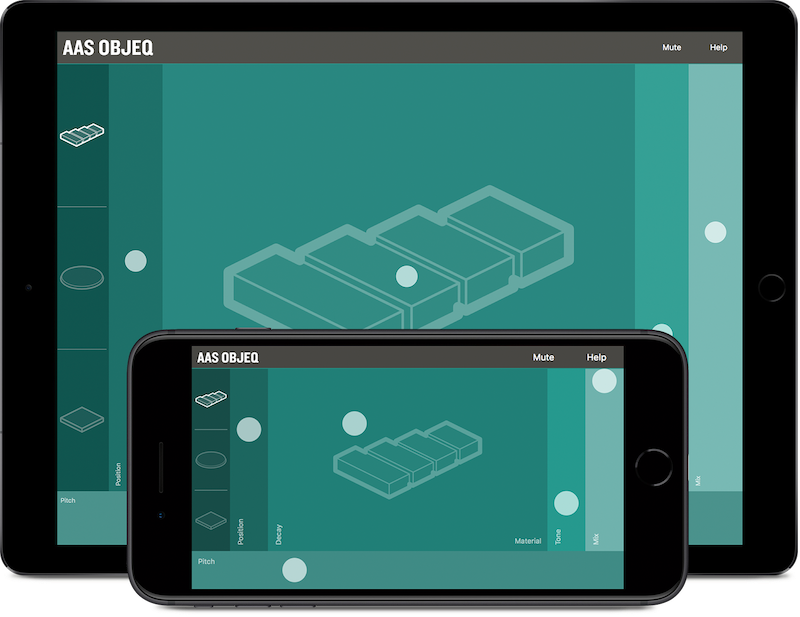 AAS OBJEQ
Mute
Help
Position
Pitch
Mix
AAS OBJEQ
Mute
Help
Position
Decay
Material
Tone
Mix
Pitch